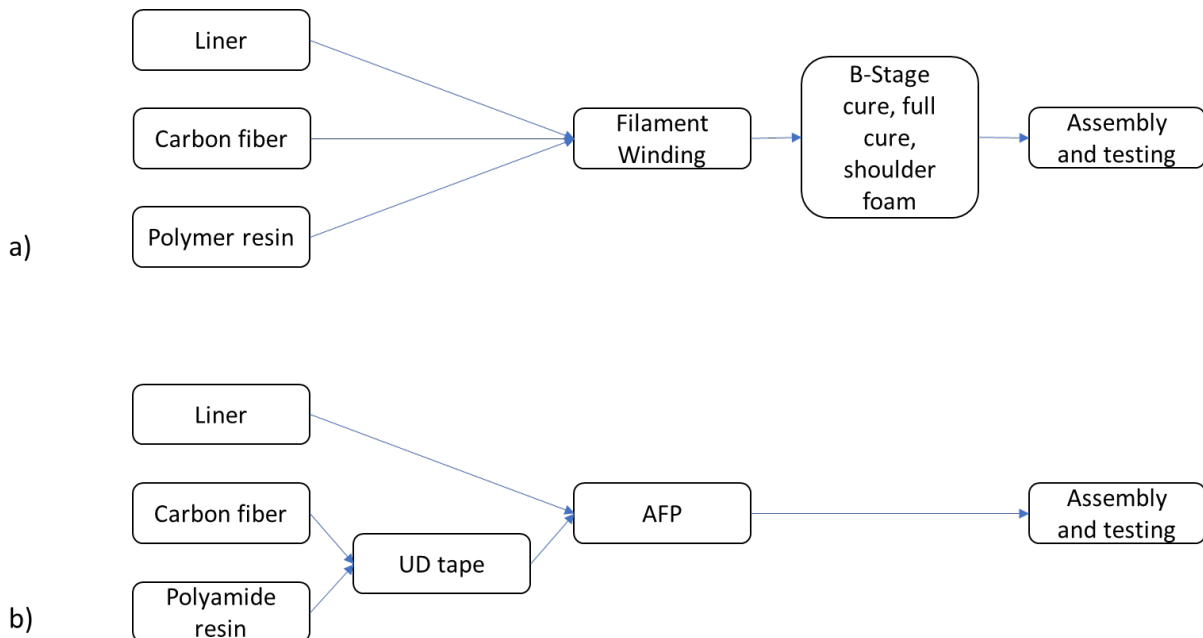 Liner
Carbon fiber
Polymer resin
Filament
Winding
B-Stage
cure, full
cure,
shoulder
foam
Assembly
and testing
a)
Liner
Carbon fiber
Polyamide
resin
UD tape
AFP
Assembly
and testing
b)